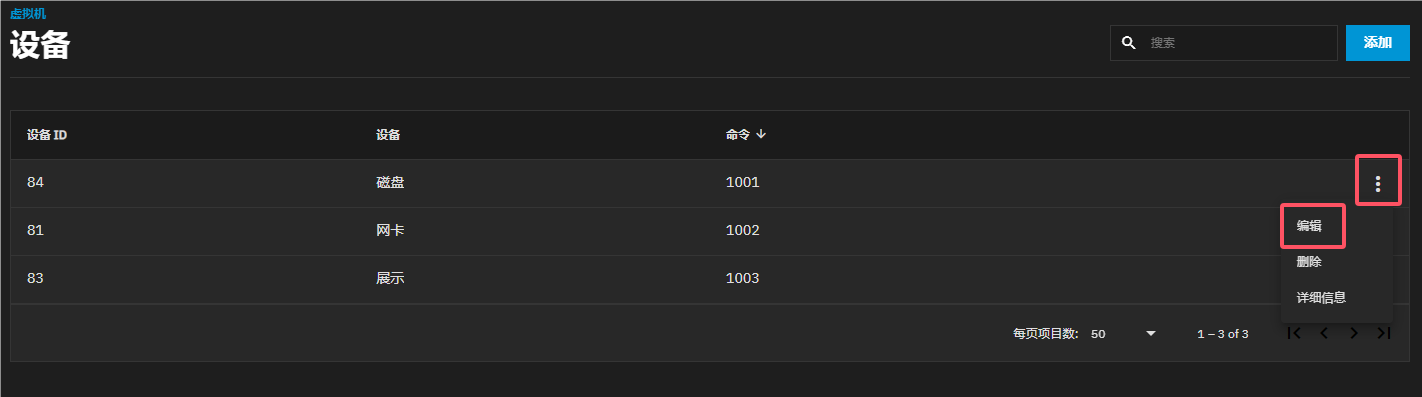 虚拟机
设备
搜索
添加
设备 ID 设备 命令
84 磁盘 1001
81 网卡 1002
编辑
83 展示 1003
删除
详细信息
每页项目数: 50 1 – 3 of 3